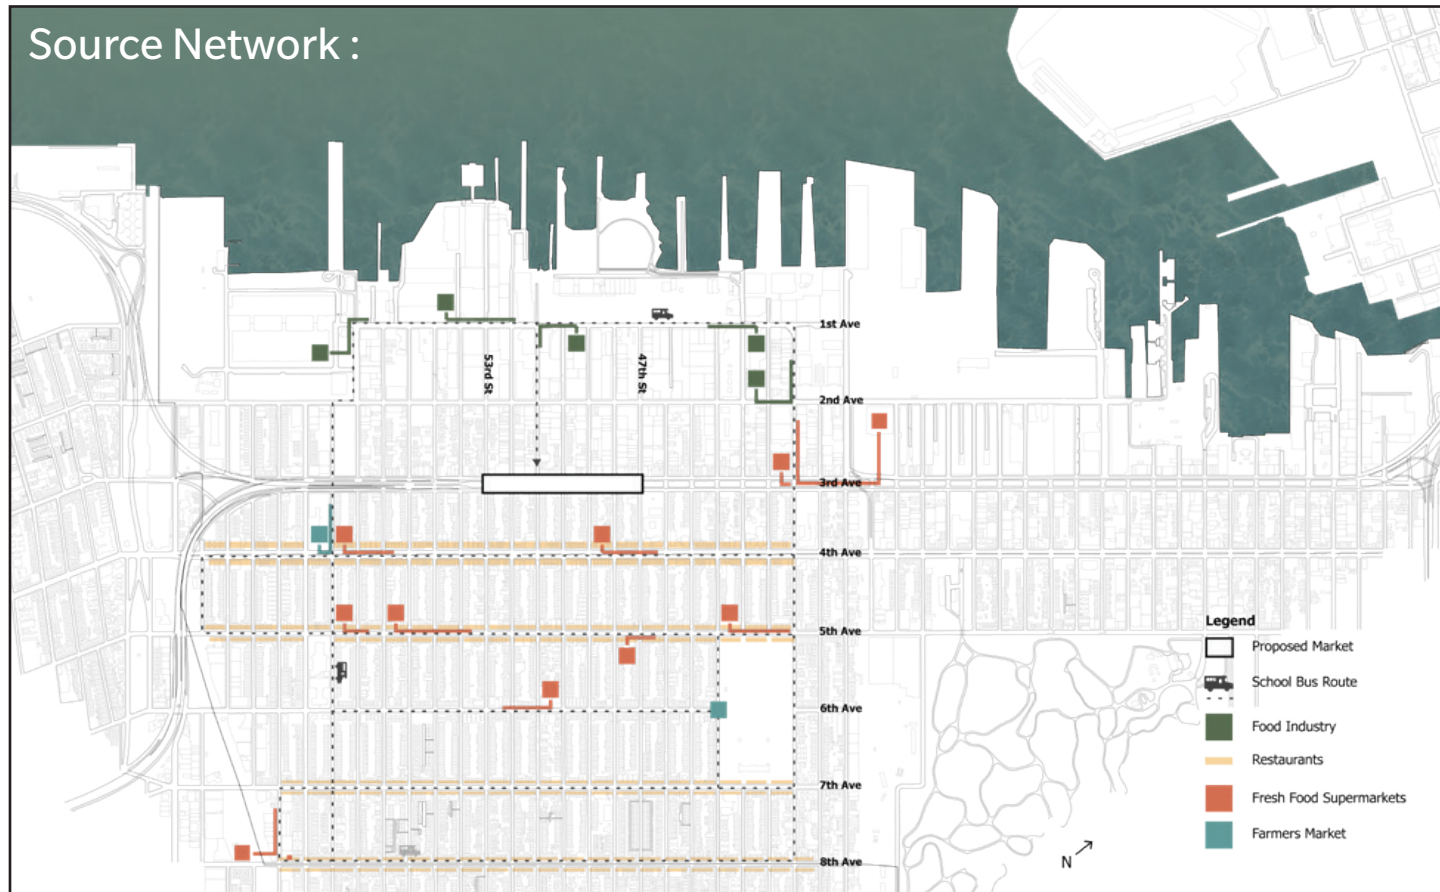 Source Network :
1st Ave
53rd St
47th St
2nd Ave
3rd Ave
4th Ave
5th Ave
6th Ave
7th Ave
8th Ave
Legend
Proposed Market
School Bus Route
Food Industry
Restaurants
Fresh Food Supermarkets
Farmers Market
N